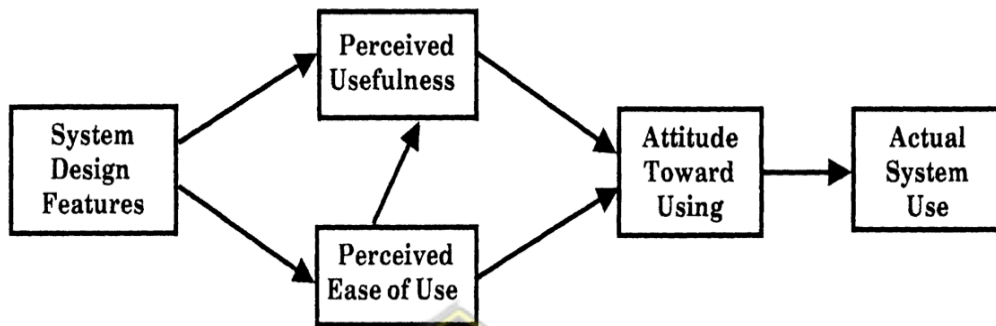 System
Design
Features
Perceived
Usefulness
Perceived
Ease of Use
Attitude
Toward
Using
Actual
System
Use